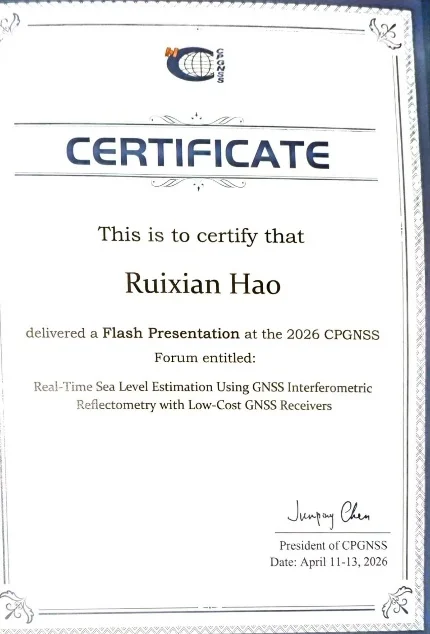 CPGNSS
CERTIFICATE
This is to certify that
Ruixian Hao
delivered a Flash Presentation at the 2026 CPGNSS
Forum entitled:
Real-Time Sea Level Estimation Using GNSS Interferometric
Reflectometry with Low-Cost GNSS Receivers
Junping Chen
President of CPGNSS
Date: April 11-13, 2026